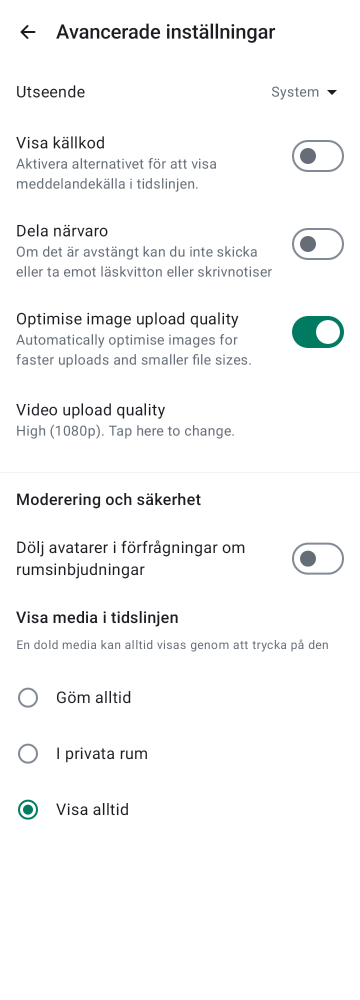 Avancerade inställningar
Utseende
System
Visa källkod
Aktivera alternativet för att visa
meddelandekälla i tidslinjen.
Dela närvaro
Om det är avstängt kan du inte skicka
eller ta emot läskvitton eller skrivnotiser
Optimise image upload quality
Automatically optimise images for
faster uploads and smaller file sizes.
Video upload quality
High (1080p). Tap here to change.
Moderering och säkerhet
Dölj avatarer i förfrågningar om
rumsinbjudningar
Visa media i tidslinjen
En dold media kan alltid visas genom att trycka på den
Göm alltid
I privata rum
Visa alltid